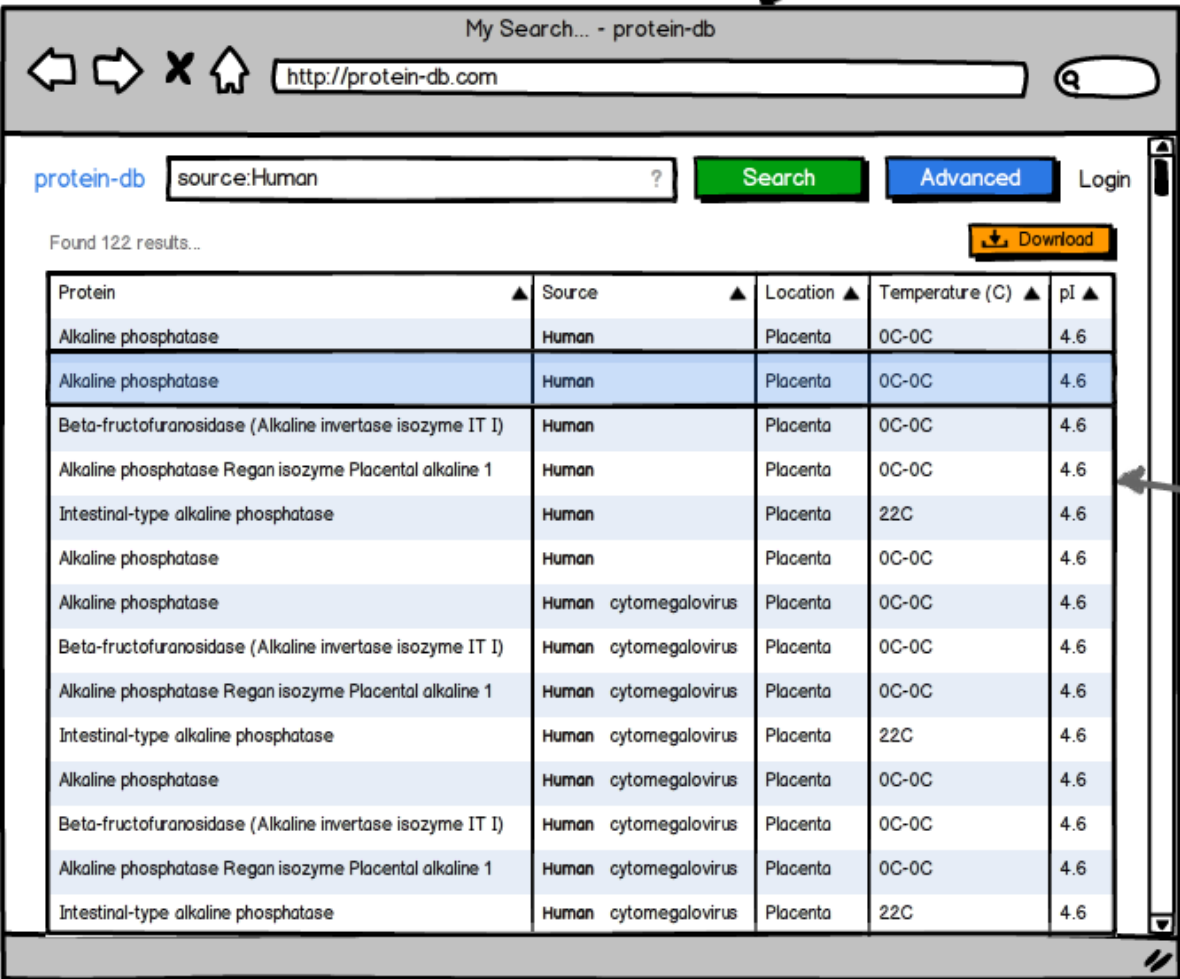 My Search... - protein-db
http://protein-db.com
protein-db source:Human ? Search Advanced Login
Found 122 results... Download
Protein Source Location Temperature (C) pI
Alkaline phosphatase Human Placenta 0C-0C 4.6
Alkaline phosphatase Human Placenta 0C-0C 4.6
Beta-fructofuranosidase (Alkaline invertase isozyme IT I) Human Placenta 0C-0C 4.6
Alkaline phosphatase Regan isozyme Placental alkaline 1 Human Placenta 0C-0C 4.6
Intestinal-type alkaline phosphatase Human Placenta 22C 4.6
Alkaline phosphatase Human Placenta 0C-0C 4.6
Alkaline phosphatase Human cytomegalovirus Placenta 0C-0C 4.6
Beta-fructofuranosidase (Alkaline invertase isozyme IT I) Human cytomegalovirus Placenta 0C-0C 4.6
Alkaline phosphatase Regan isozyme Placental alkaline 1 Human cytomegalovirus Placenta 0C-0C 4.6
Intestinal-type alkaline phosphatase Human cytomegalovirus Placenta 22C 4.6
Alkaline phosphatase Human cytomegalovirus Placenta 0C-0C 4.6
Beta-fructofuranosidase (Alkaline invertase isozyme IT I) Human cytomegalovirus Placenta 0C-0C 4.6
Alkaline phosphatase Regan isozyme Placental alkaline 1 Human cytomegalovirus Placenta 0C-0C 4.6
Intestinal-type alkaline phosphatase Human cytomegalovirus Placenta 22C 4.6